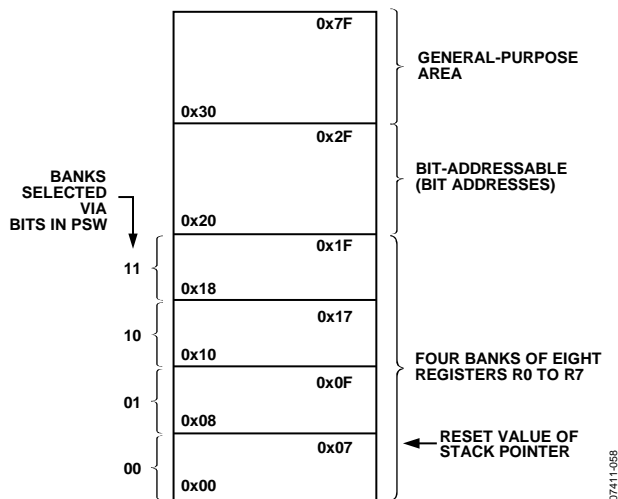 0x7F
GENERAL-PURPOSE
AREA
0x30
0x2F
BANKS
SELECTED
VIA
BITS IN PSW
BIT-ADDRESSABLE
(BIT ADDRESSES)
0x20
0x1F
11
0x18
0x17
10
0x10
FOUR BANKS OF EIGHT
REGISTERS R0 TO R7
0x0F
01
0x08
0x07
RESET VALUE OF
STACK POINTER
00
0x00
07411-058